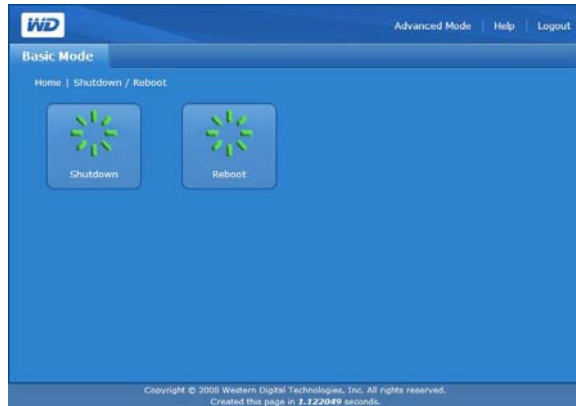 WD
Advanced Mode | Help | Logout
Basic Mode
Home | Shutdown / Reboot
Shutdown
Reboot
Copyright © 2008 Western Digital Technologies, Inc. All rights reserved.
Created this page in 1.122049 seconds.